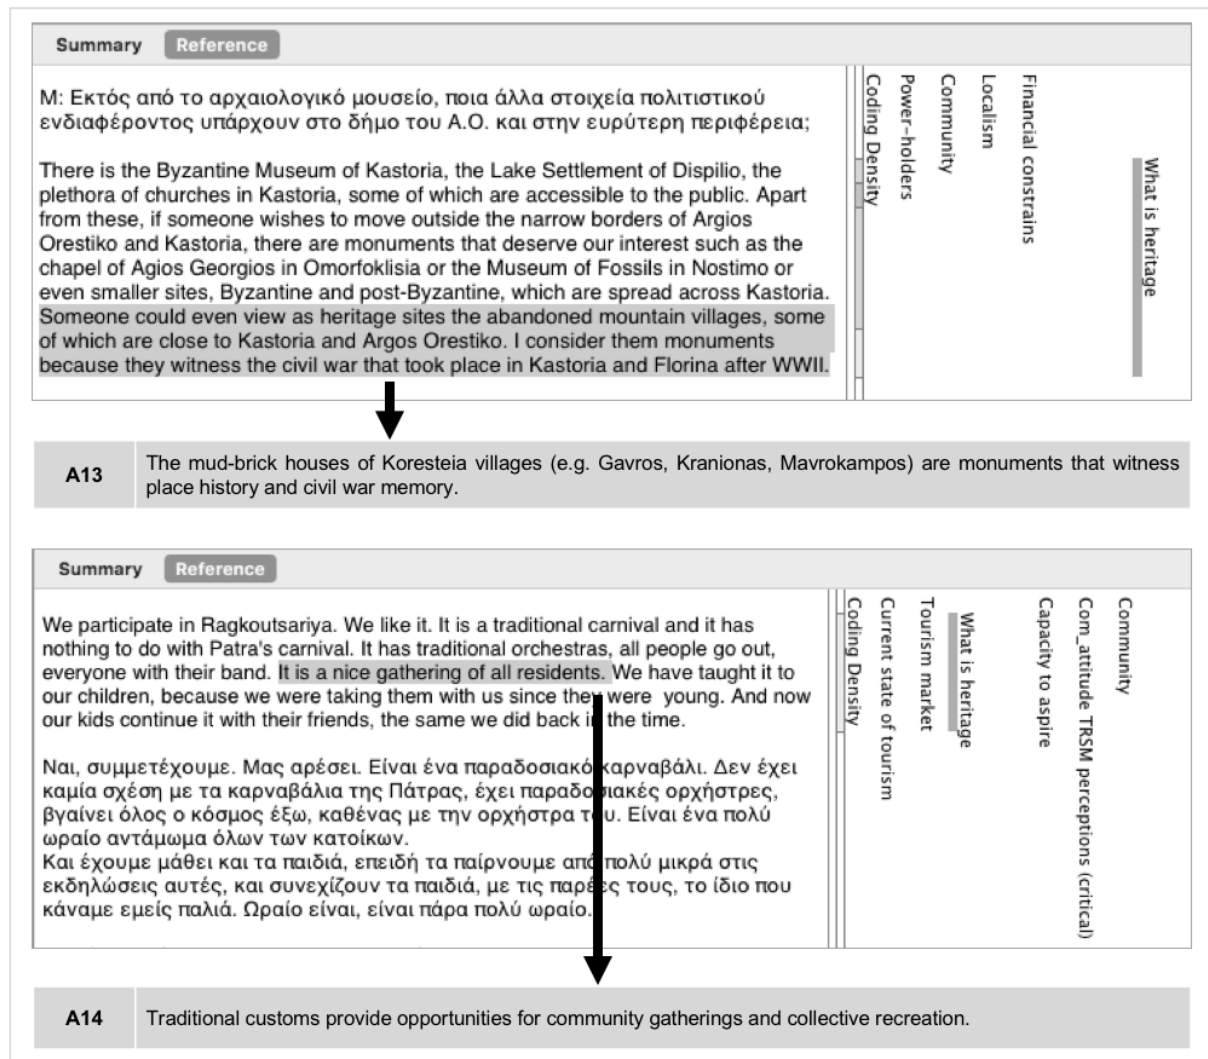 Summary Reference
Μ: Εκτός από το αρχαιολογικό μουσείο, ποια άλλα στοιχεία πολιτιστικού
ενδιαφέροντος υπάρχουν στο δήμο του Α.Ο. και στην ευρύτερη περιφέρεια;
There is the Byzantine Museum of Kastoria, the Lake Settlement of Dispilio, the
plethora of churches in Kastoria, some of which are accessible to the public. Apart
from these, if someone wishes to move outside the narrow borders of Argios
Orestiko and Kastoria, there are monuments that deserve our interest such as the
chapel of Agios Georgios in Omorfoklisia or the Museum of Fossils in Nostimo or
even smaller sites, Byzantine and post-Byzantine, which are spread across Kastoria.
Someone could even view as heritage sites the abandoned mountain villages, some
of which are close to Kastoria and Argos Orestiko. I consider them monuments
because they witness the civil war that took place in Kastoria and Florina after WWII.
Coding Density
Power-holders
Community
Localism
Financial constrains
What is heritage
A13
The mud-brick houses of Koresteia villages (e.g. Gavros, Kranionas, Mavrokampos) are monuments that witness
place history and civil war memory.
Summary Reference
We participate in Ragkoutsariya. We like it. It is a traditional carnival and it has
nothing to do with Patra's carnival. It has traditional orchestras, all people go out,
everyone with their band. It is a nice gathering of all residents. We have taught it to
our children, because we were taking them with us since they were young. And now
our kids continue it with their friends, the same we did back in the time.
Ναι, συμμετέχουμε. Μας αρέσει. Είναι ένα παραδοσιακό καρναβάλι. Δεν έχει
καμία σχέση με τα καρναβάλια της Πάτρας, έχει παραδοσιακές ορχήστρες,
βγαίνει όλος ο κόσμος έξω, καθένας με την ορχήστρα του. Είναι ένα πολύ
ωραίο αντάμωμα όλων των κατοίκων.
Και έχουμε μάθει και τα παιδιά, επειδή τα παίρνουμε από πολύ μικρά στις
εκδηλώσεις αυτές, και συνεχίζουν τα παιδιά, με τις παρέες τους, το ίδιο που
κάναμε εμείς παλιά. Ωραίο είναι, είναι πάρα πολύ ωραίο.
Coding Density
Current state of tourism
Tourism market
What is heritage
Capacity to aspire
Com_attitude TRSM perceptions (critical)
Community
A14
Traditional customs provide opportunities for community gatherings and collective recreation.